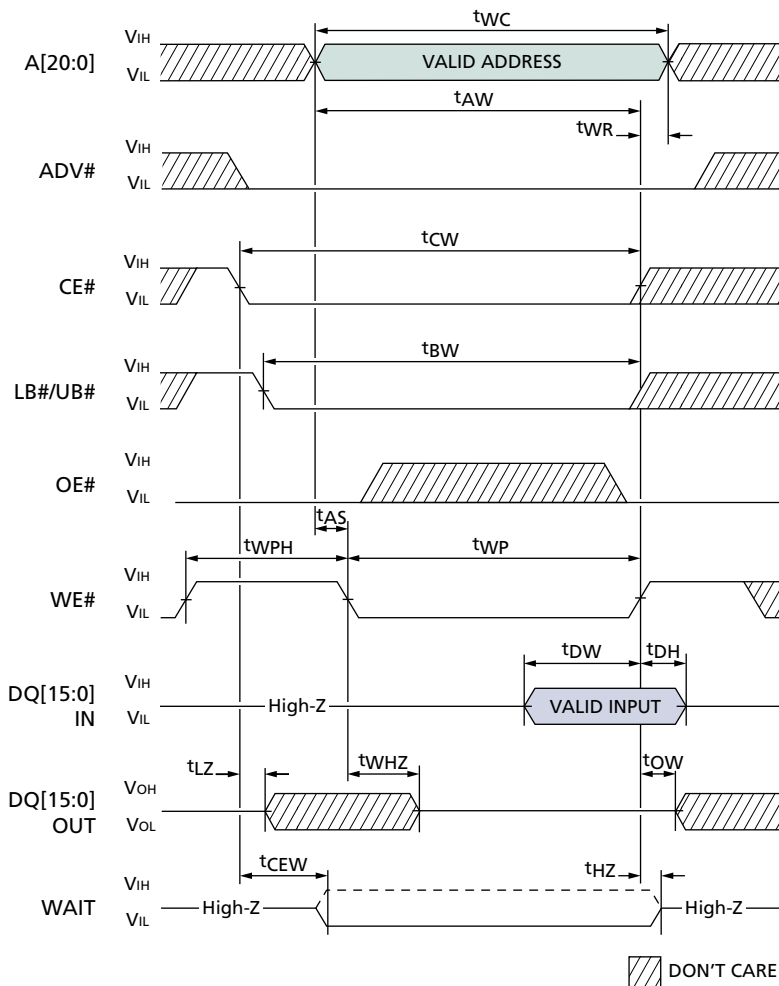 tWC
A[20:0] VIH VIL VALID ADDRESS
tAW
tWR
ADV# VIH VIL
tCW
CE# VIH VIL
tBW
LB#/UB# VIH VIL
OE# VIH VIL
tAS
tWPH tWP
WE# VIH VIL
tDW tDH
DQ[15:0] IN VIH VIL High-Z VALID INPUT
tLZ tWHZ tOW
DQ[15:0] OUT VOH VOL
tCEW tHZ
WAIT VIH VIL High-Z High-Z
DON'T CARE